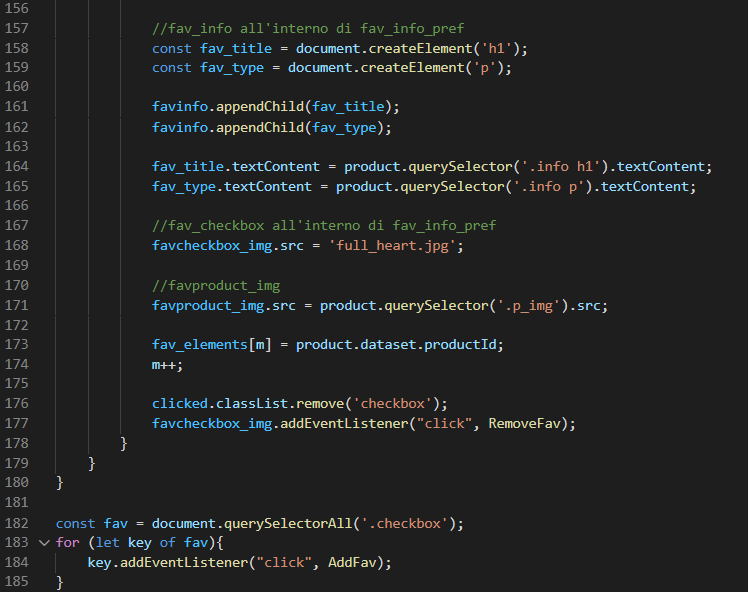 156
157 //fav_info all'interno di fav_info_pref
158 const fav_title = document.createElement('h1');
159 const fav_type = document.createElement('p');
160
161 favinfo.appendChild(fav_title);
162 favinfo.appendChild(fav_type);
163
164 fav_title.textContent = product.querySelector('.info h1').textContent;
165 fav_type.textContent = product.querySelector('.info p').textContent;
166
167 //fav_checkbox all'interno di fav_info_pref
168 favcheckbox_img.src = 'full_heart.jpg';
169
170 //favproduct_img
171 favproduct_img.src = product.querySelector('.p_img').src;
172
173 fav_elements[m] = product.dataset.productId;
174 m++;
175
176 clicked.classList.remove('checkbox');
177 favcheckbox_img.addEventListener("click", RemoveFav);
178 }
179 }
180 }
181
182 const fav = document.querySelectorAll('.checkbox');
183 for (let key of fav){
184 key.addEventListener("click", AddFav);
185 }